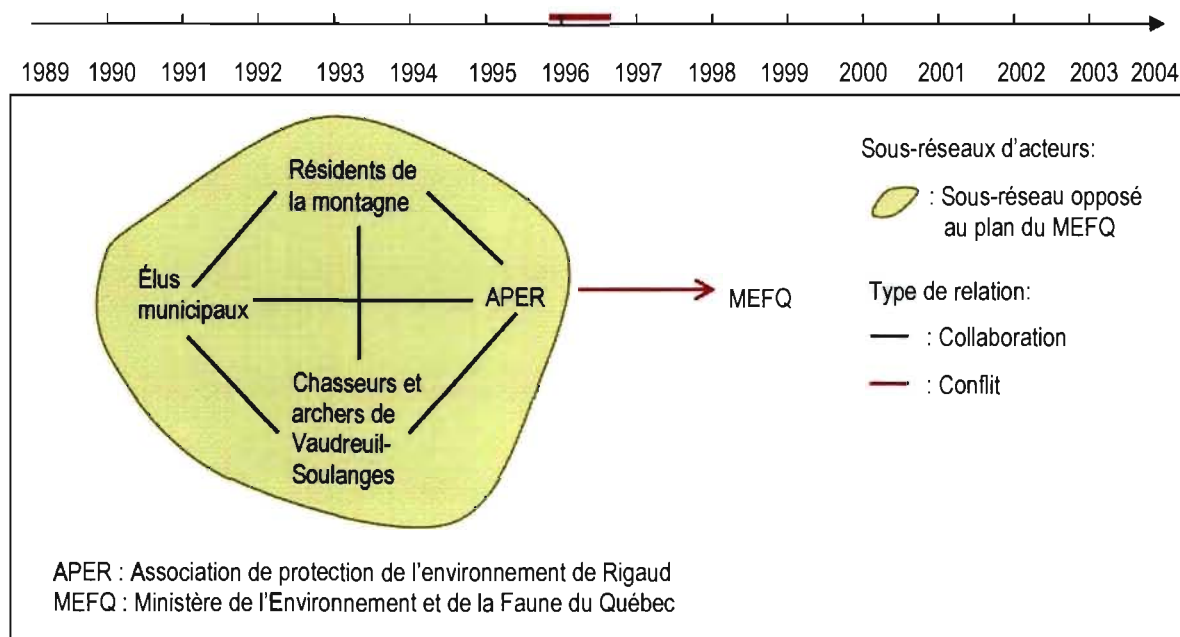 1989 1990 1991 1992 1993 1994 1995 1996 1997 1998 1999 2000 2001 2002 2003 2004
Résidents de
la montagne
Élus
municipaux
APER
Chasseurs et
archers de
Vaudreuil-
Soulanges
MEFQ
Sous-réseaux d'acteurs:
: Sous-réseau opposé
au plan du MEFQ
Type de relation:
: Collaboration
: Conflit
APER : Association de protection de l'environnement de Rigaud
MEFQ : Ministère de l'Environnement et de la Faune du Québec